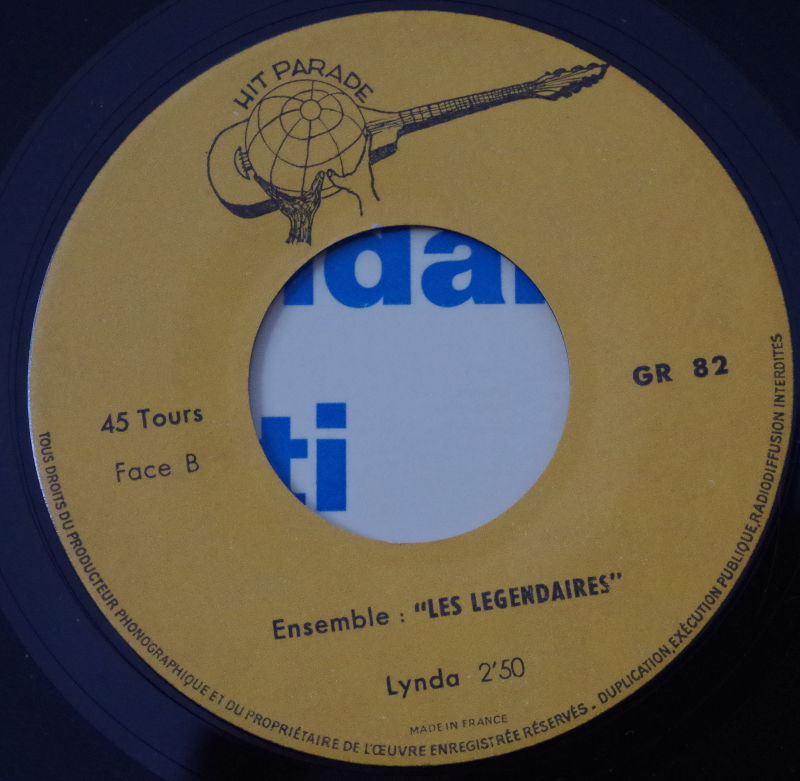 HIT PARADE
GR 82
45 Tours
Face B
Ensemble : "LES LEGENDAIRES"
Lynda 2'50
MADE IN FRANCE
TOUS DROITS DU PRODUCTEUR PHONOGRAPHIQUE ET DU PROPRIÉTAIRE DE L'ŒUVRE ENREGISTRÉE RÉSERVÉS. DUPLICATION, EXÉCUTION PUBLIQUE, RADIODIFFUSION INTERDITES
ti